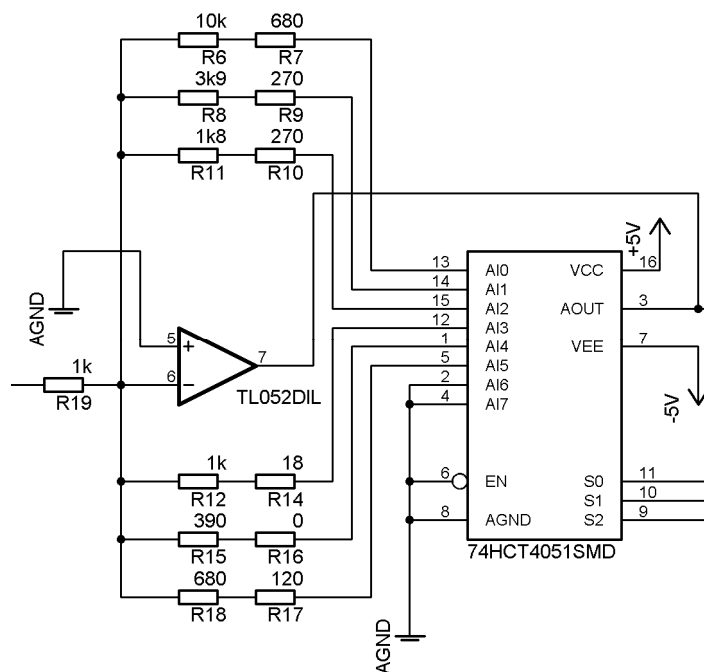 10k 680
R6 R7
3k9 270
R8 R9
1k8 270
R11 R10
+5V
AGND
13 AI0 VCC 16
14 AI1
15 AI2 AOUT 3
12 AI3
1 AI4 VEE 7
5 AI5
2 AI6
4 AI7
5 +
6 −
7
TL052DIL
1k
R19
-5V
1k 18
R12 R14
6 EN S0 11
S1 10
8 AGND S2 9
390 0
R15 R16
74HCT4051SMD
680 120
R18 R17
AGND